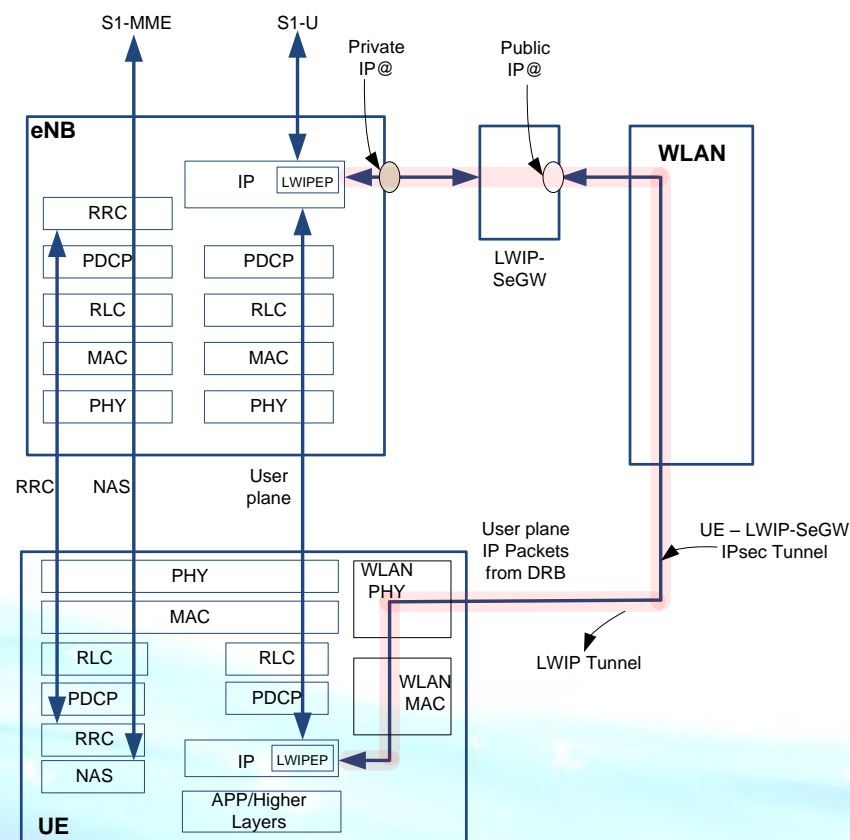 S1-MME
S1-U
Private
IP@
Public
IP@
eNB
WLAN
IP
LWIPEP
RRC
PDCP
PDCP
LWIP-
SeGW
RLC
RLC
MAC
MAC
PHY
PHY
RRC
NAS
User
plane
User plane
IP Packets
from DRB
UE – LWIP-SeGW
IPsec Tunnel
PHY
WLAN
PHY
MAC
LWIP Tunnel
RLC
RLC
PDCP
PDCP
WLAN
MAC
RRC
IP
LWIPEP
NAS
APP/Higher
Layers
UE